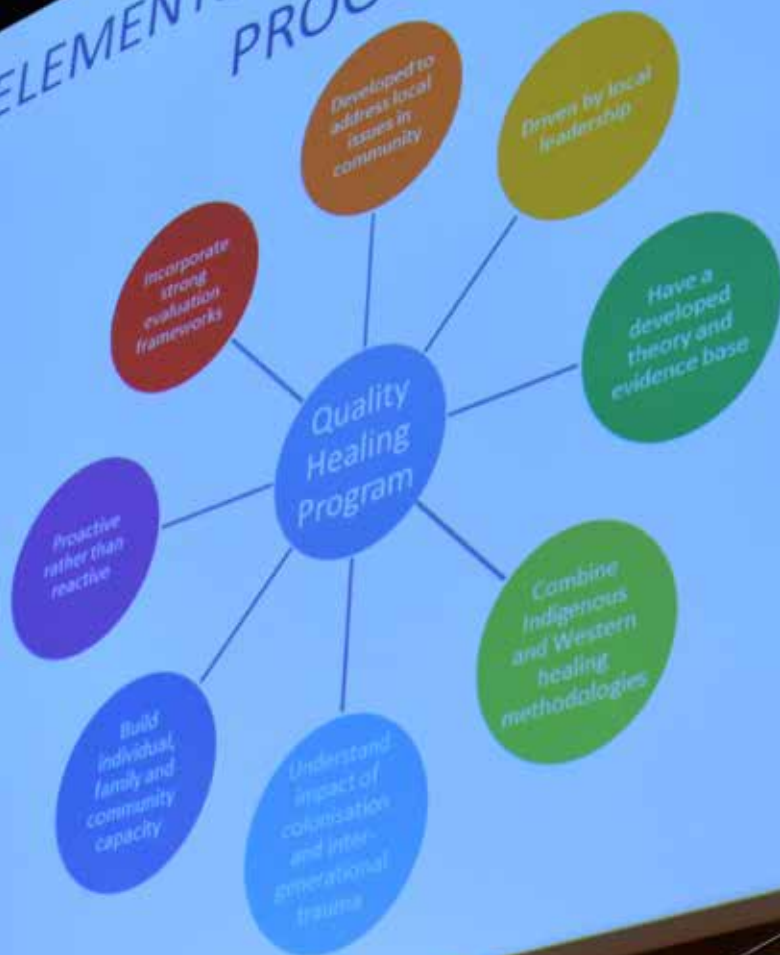 ELEMENT
PROG
Developed to
address local
issues in
community
Driven by local
leadership
Have a
developed
theory and
evidence base
Combine
Indigenous
and Western
healing
methodologies
Understand
impact of
colonisation
and inter-
generational
trauma
Build
individual,
family and
community
capacity
Proactive
rather than
reactive
Incorporate
strong
evaluation
frameworks
Quality
Healing
Program